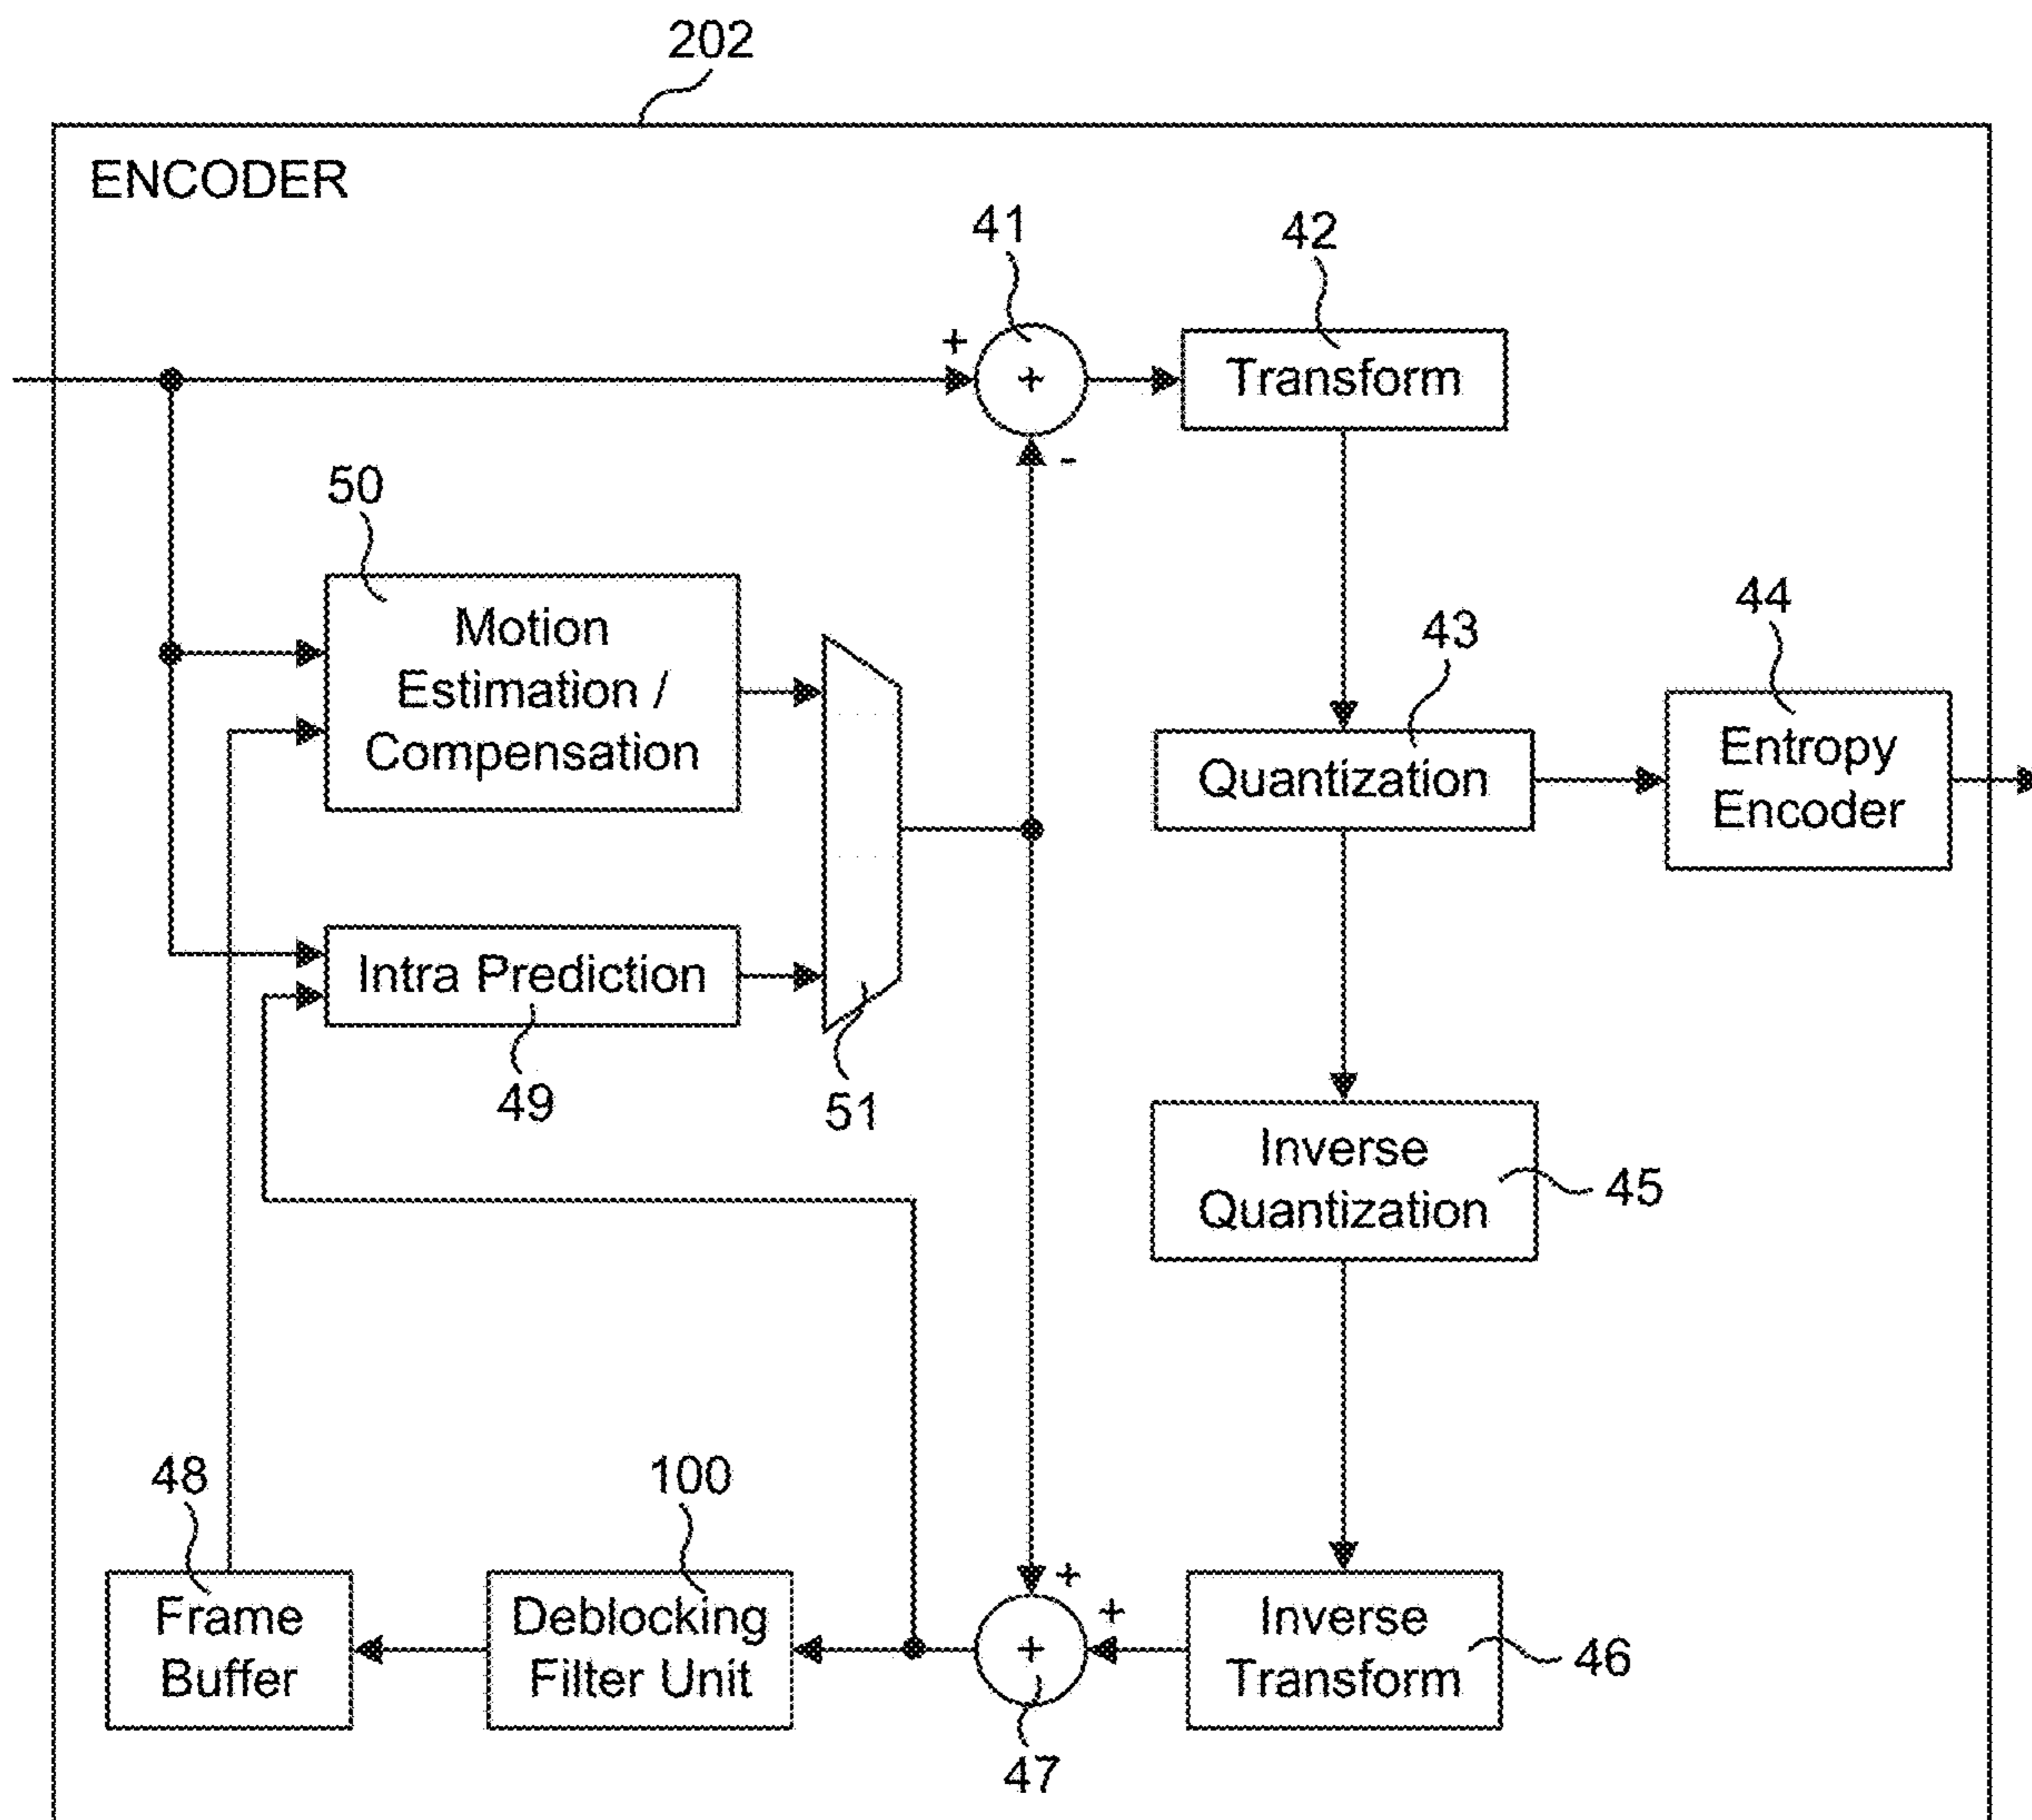 202
ENCODER
41
42
+
+
Transform
-
50
Motion
Estimation /
Compensation
43
44
Quantization
Entropy
Encoder
Intra Prediction
49
51
Inverse
Quantization
45
48
100
+
+
Frame
Buffer
Deblocking
Filter Unit
+
Inverse
Transform
46
47